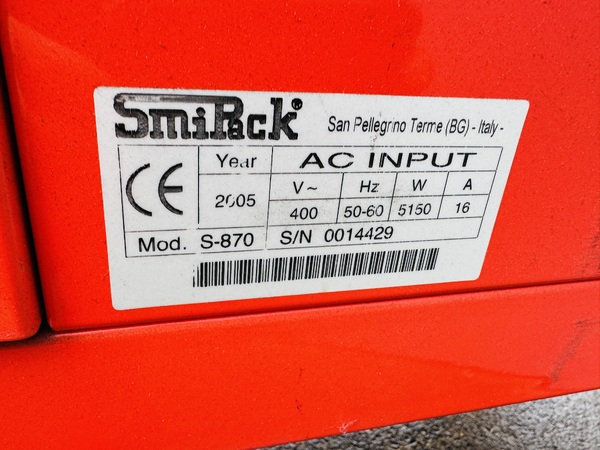 SmiPack® San Pellegrino Terme (BG) - Italy -
CE Year AC INPUT
2005 V~ Hz W A
400 50-60 5150 16
Mod. S-870 S/N 0014429